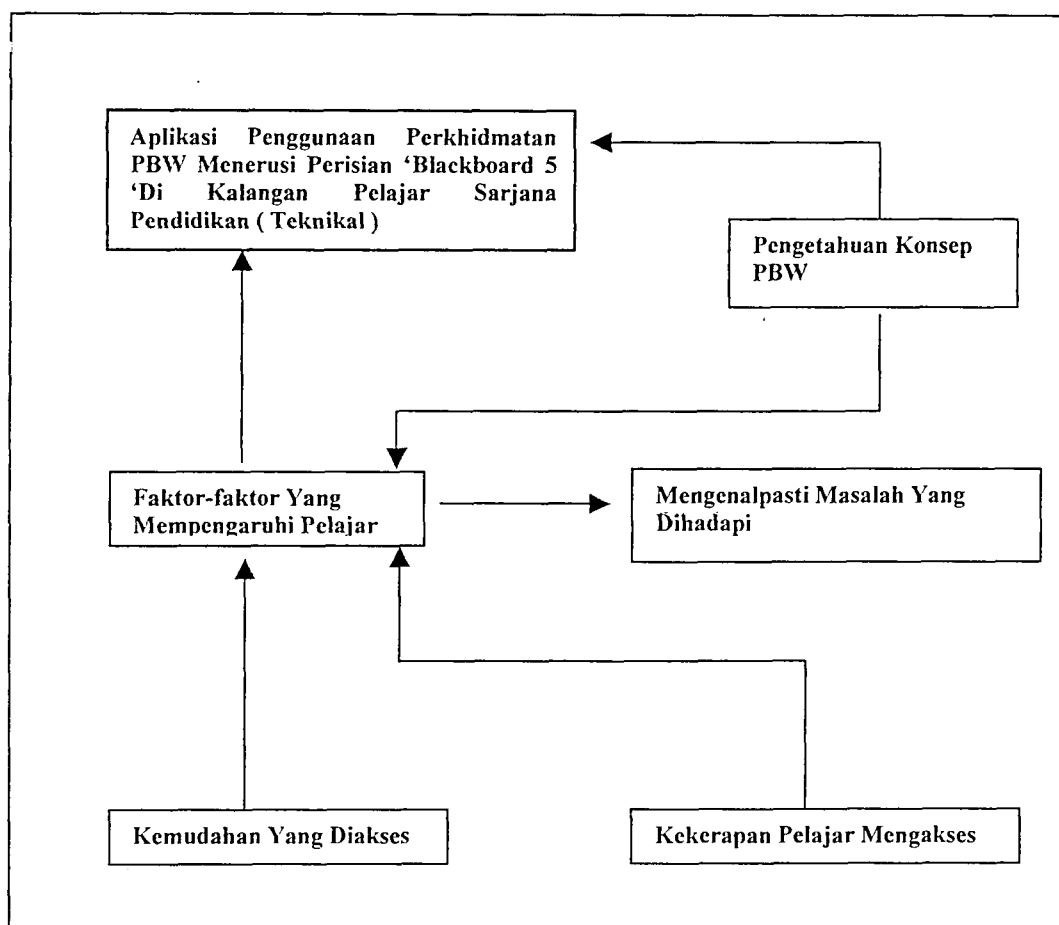 Aplikasi Penggunaan Perkhidmatan
PBW Menerusi Perisian ‘Blackboard 5
‘Di Kalangan Pelajar Sarjana
Pendidikan ( Teknikal )
Pengetahuan Konsep
PBW
Faktor-faktor Yang
Mempengaruhi Pelajar
Mengenalpasti Masalah Yang
Dihadapi
Kemudahan Yang Diakses
Kekerapan Pelajar Mengakses